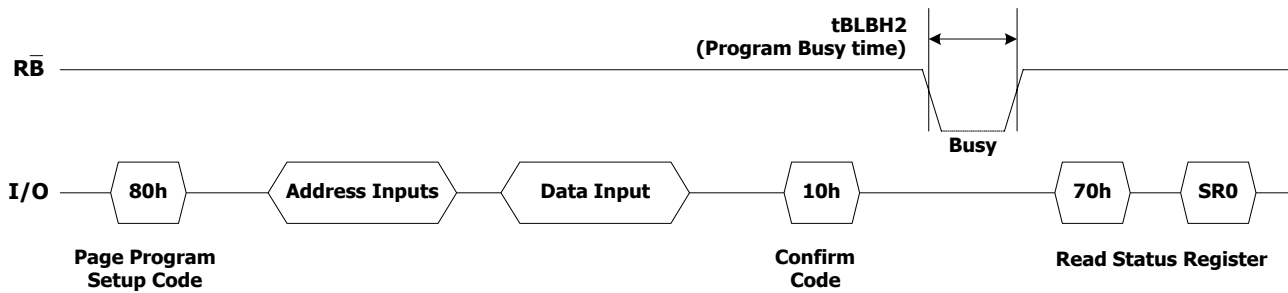 tBLBH2
(Program Busy time)
RB̅
Busy
I/O
80h
Address Inputs
Data Input
10h
70h
SR0
Page Program
Setup Code
Confirm
Code
Read Status Register